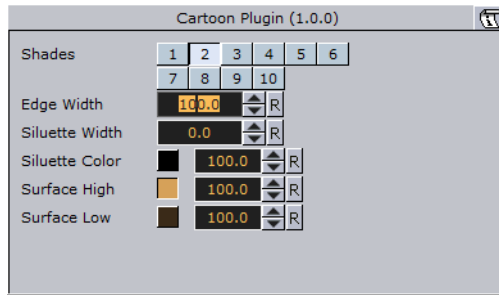 Cartoon Plugin (1.0.0)
Shades 1 2 3 4 5 6
7 8 9 10
Edge Width 100.0 R
Siluette Width 0.0 R
Siluette Color 100.0 R
Surface High 100.0 R
Surface Low 100.0 R